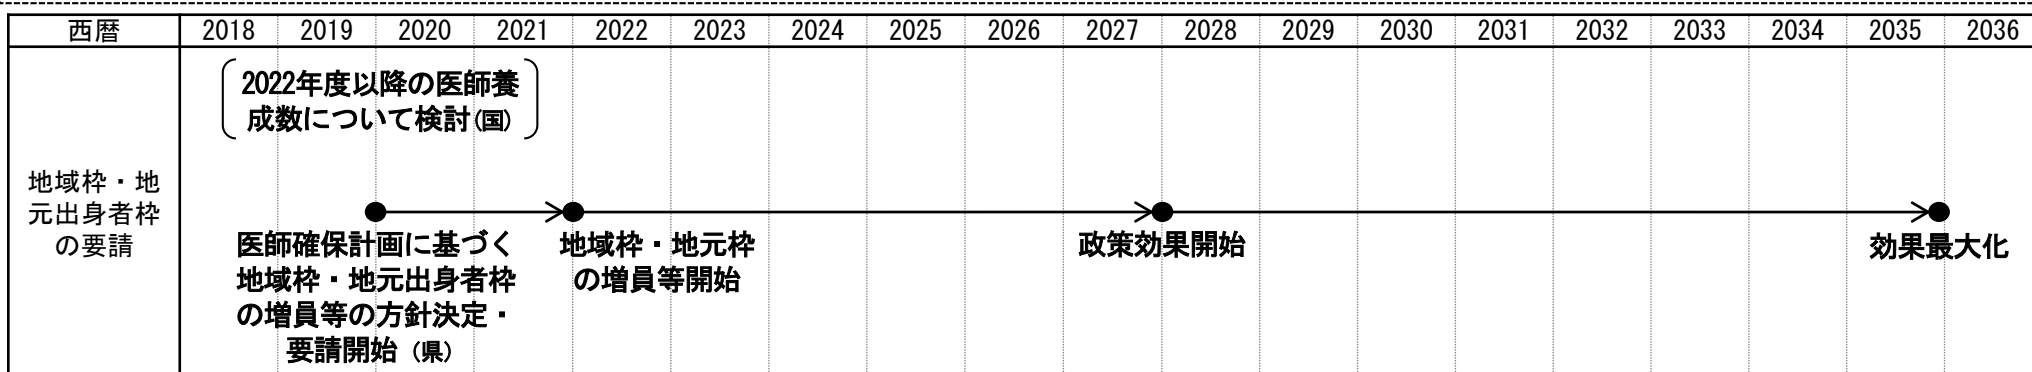 西暦 2018 2019 2020 2021 2022 2023 2024 2025 2026 2027 2028 2029 2030 2031 2032 2033 2034 2035 2036
2022年度以降の医師養
成数について検討(国)
地域枠・地
元出身者枠
の要請
医師確保計画に基づく
地域枠・地元出身者枠
の増員等の方針決定・
要請開始（県）
地域枠・地元枠
の増員等開始
政策効果開始
効果最大化